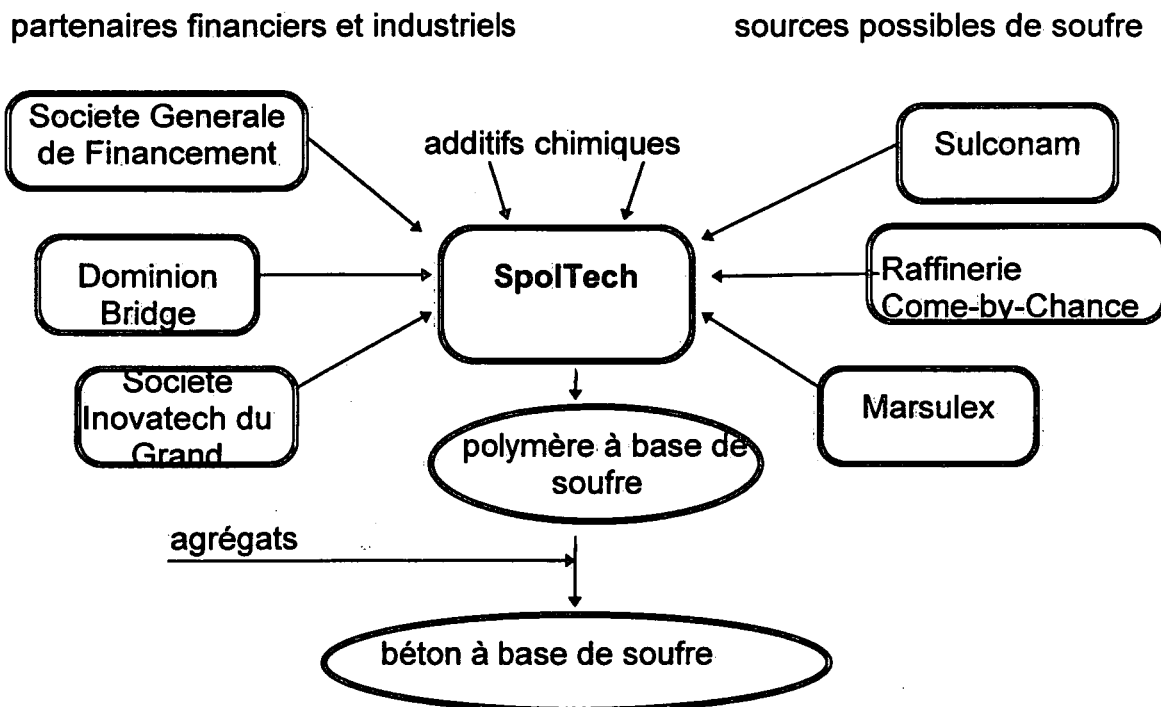 partenaires financiers et industriels
sources possibles de soufre
Societe Generale
de Financement
additifs chimiques
Sulconam
Dominion
Bridge
SpolTech
Raffinerie
Come-by-Chance
Societe
Inovatech du
Grand
Marsulex
polymère à base de
soufre
agrégats
béton à base de soufre